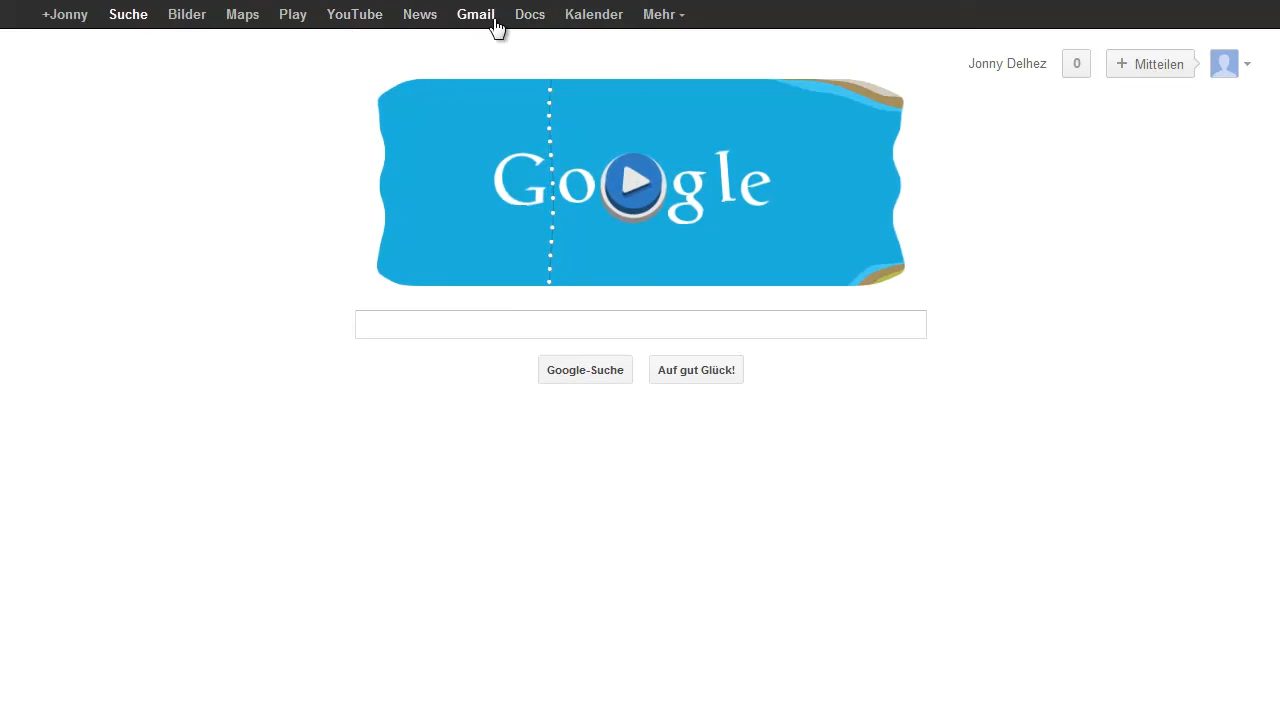 +Jonny Suche Bilder Maps Play YouTube News Gmail Docs Kalender Mehr
Jonny Delhez 0 + Mitteilen
Google
Google-Suche Auf gut Glück!